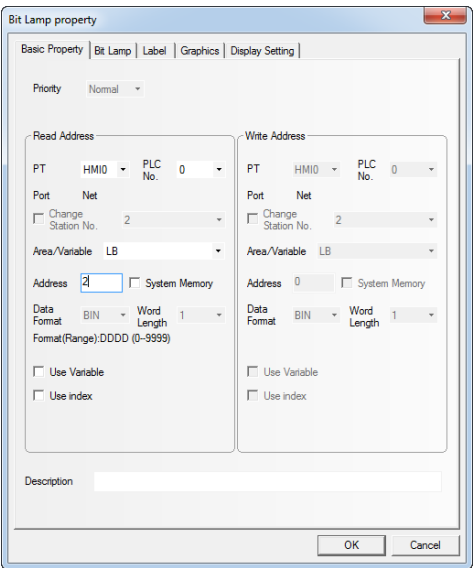 Bit Lamp property
Basic Property Bit Lamp Label Graphics Display Setting
Priority Normal
Read Address
PT HMI0 PLC No. 0
Port Net
Change Station No. 2
Area/Variable LB
Address 2 System Memory
Data Format BIN Word Length 1
Format(Range):DDDD (0~9999)
Use Variable
Use index
Write Address
PT HMI0 PLC No. 0
Port Net
Change Station No. 2
Area/Variable LB
Address 0 System Memory
Data Format BIN Word Length 1
Use Variable
Use index
Description
OK Cancel